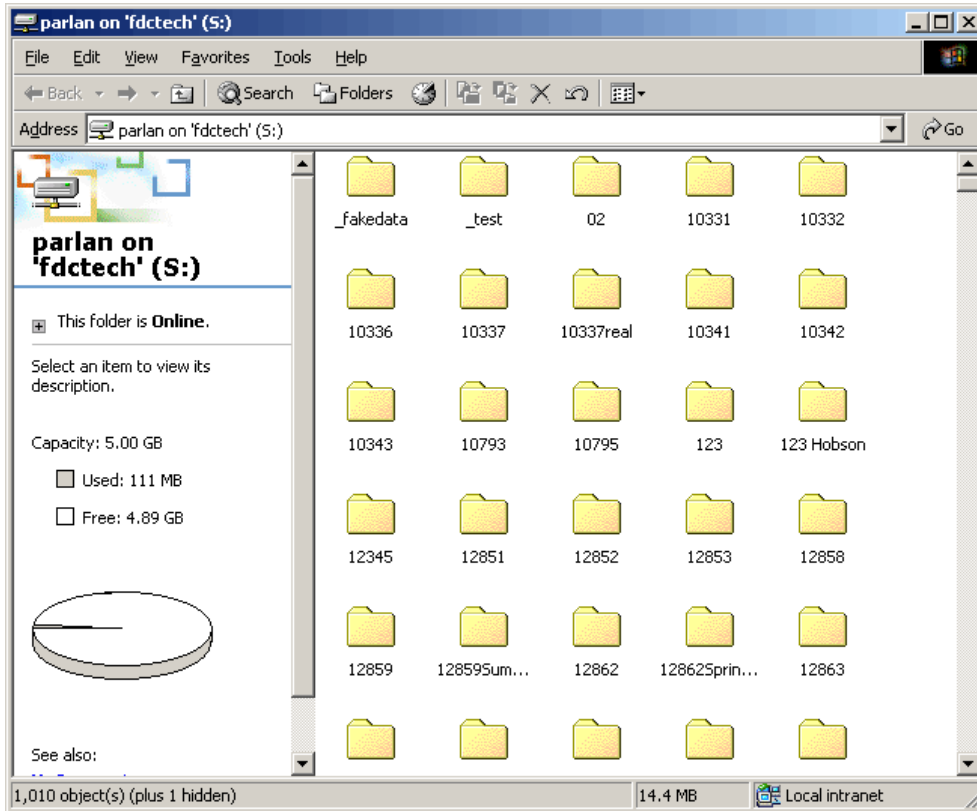 parlan on 'fdctech' (S:)
File Edit View Favorites Tools Help
Back Search Folders
Address parlan on 'fdctech' (S:) Go
parlan on
'fdctech' (S:)
This folder is Online.
Select an item to view its
description.
Capacity: 5.00 GB
Used: 111 MB
Free: 4.89 GB
See also:
_fakedata _test 02 10331 10332
10336 10337 10337real 10341 10342
10343 10793 10795 123 123 Hobson
12345 12851 12852 12853 12858
12859 12859Sum... 12862 12862Sprin... 12863
1,010 object(s) (plus 1 hidden) 14.4 MB Local intranet